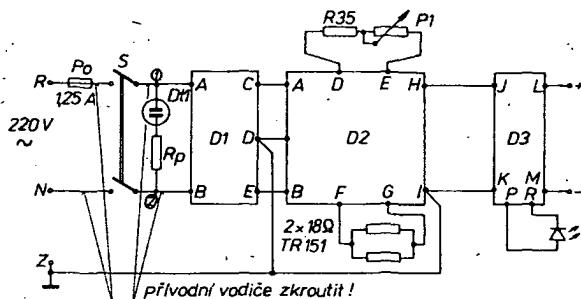 R35 P1
Po S
R 1,25 A Dt1
A C A D E H J L +
220 V
~
D1 D D2 D3
Rp
N B E B F G I K M -
P R
2×18Ω
TR 151
Z
přívodní vodiče zkroutit!